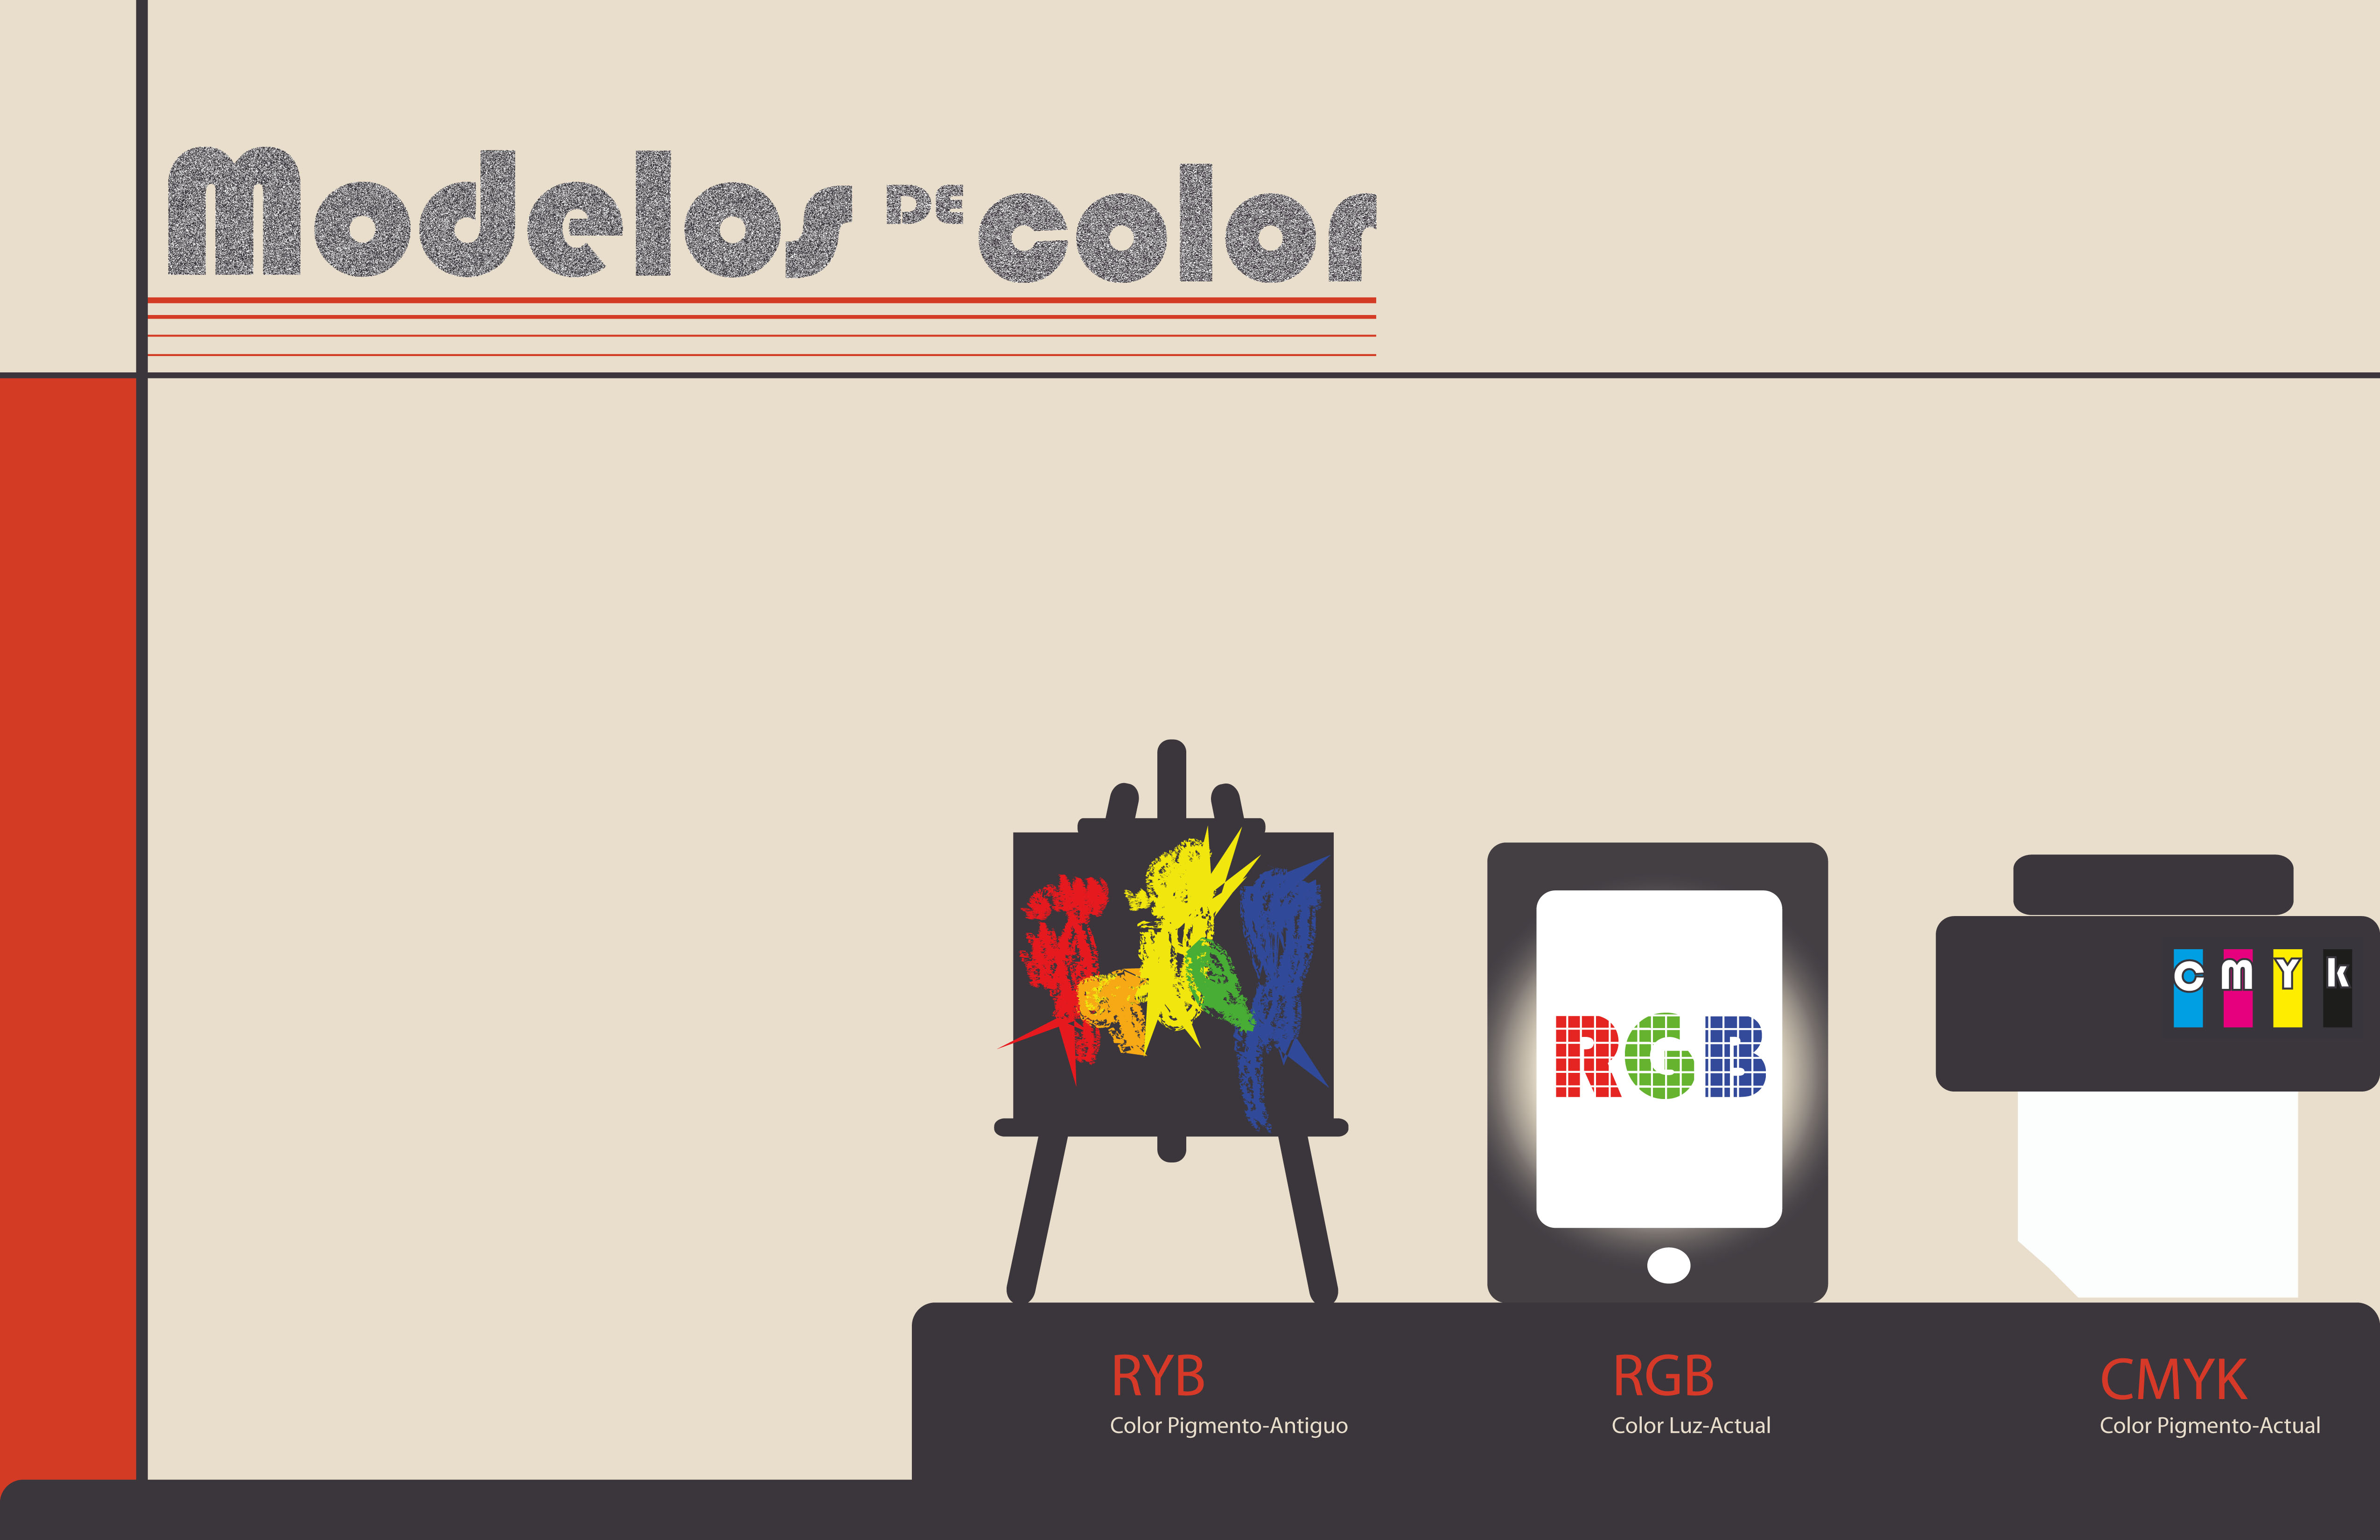 Modelos DE color
RGB
C M Y K
RYB
Color Pigmento-Antiguo
RGB
Color Luz-Actual
CMYK
Color Pigmento-Actual